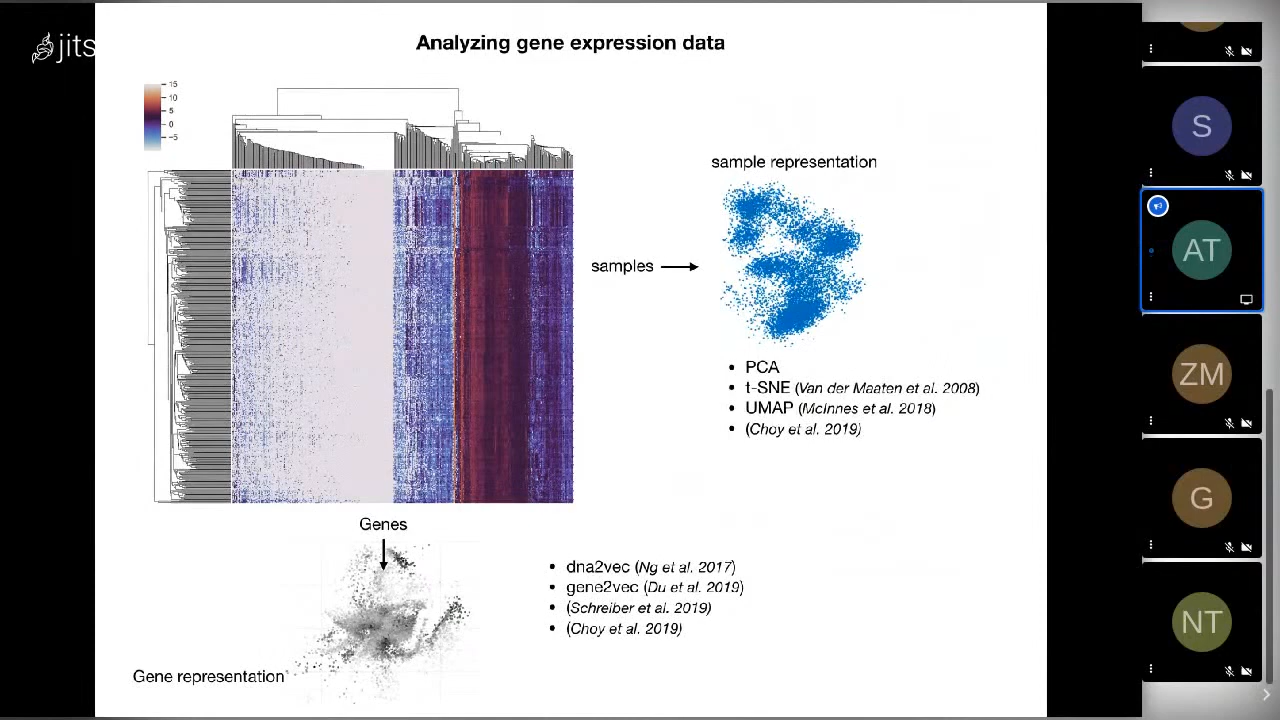 jits
Analyzing gene expression data
15
10
5
0
−5
sample representation
samples
• PCA
• t-SNE (Van der Maaten et al. 2008)
• UMAP (McInnes et al. 2018)
• (Choy et al. 2019)
Genes
• dna2vec (Ng et al. 2017)
• gene2vec (Du et al. 2019)
• (Schreiber et al. 2019)
• (Choy et al. 2019)
Gene representation
S
AT
ZM
G
NT